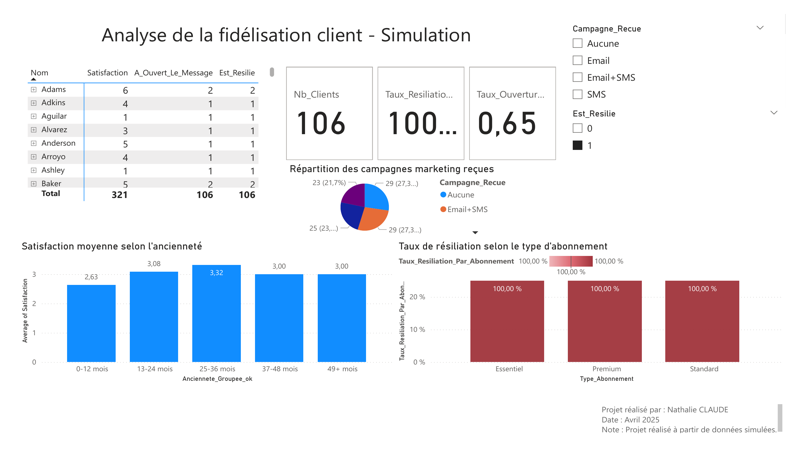 Analyse de la fidélisation client - Simulation
Campagne_Recue
Aucune
Email
Email+SMS
SMS
Est_Resilie
0
1
Nom Satisfaction A_Ouvert_Le_Message Est_Resilie
Adams 6 2 2
Adkins 4 1 1
Aguilar 1 1 1
Alvarez 3 1 1
Anderson 5 1 1
Arroyo 4 1 1
Ashley 1 1 1
Baker 5 2 2
Total 321 106 106
Nb_Clients
106
Taux_Resiliatio...
100...
Taux_Ouvertur...
0,65
Répartition des campagnes marketing reçues
23 (21,7%)
29 (27,3...
25 (23,...
29 (27,3...
Campagne_Recue
Aucune
Email+SMS
Satisfaction moyenne selon l'ancienneté
Average of Satisfaction
3
2
1
0
2,63
3,08
3,32
3,00
3,00
0-12 mois
13-24 mois
25-36 mois
37-48 mois
49+ mois
Anciennete_Groupee_ok
Taux de résiliation selon le type d'abonnement
Taux_Resiliation_Par_Abonnement 100,00 % 100,00 %
100,00 %
Taux_Resiliation_Par_Abon...
20 %
10 %
0 %
100,00 %
100,00 %
100,00 %
Essentiel
Premium
Standard
Type_Abonnement
Projet réalisé par : Nathalie CLAUDE
Date : Avril 2025
Note : Projet réalisé à partir de données simulées.